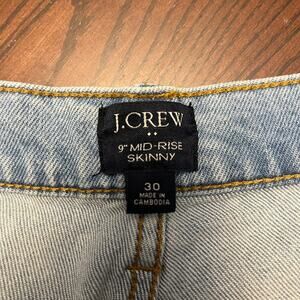 J.CREW
9" MID-RISE
SKINNY
30
MADE IN
CAMBODIA